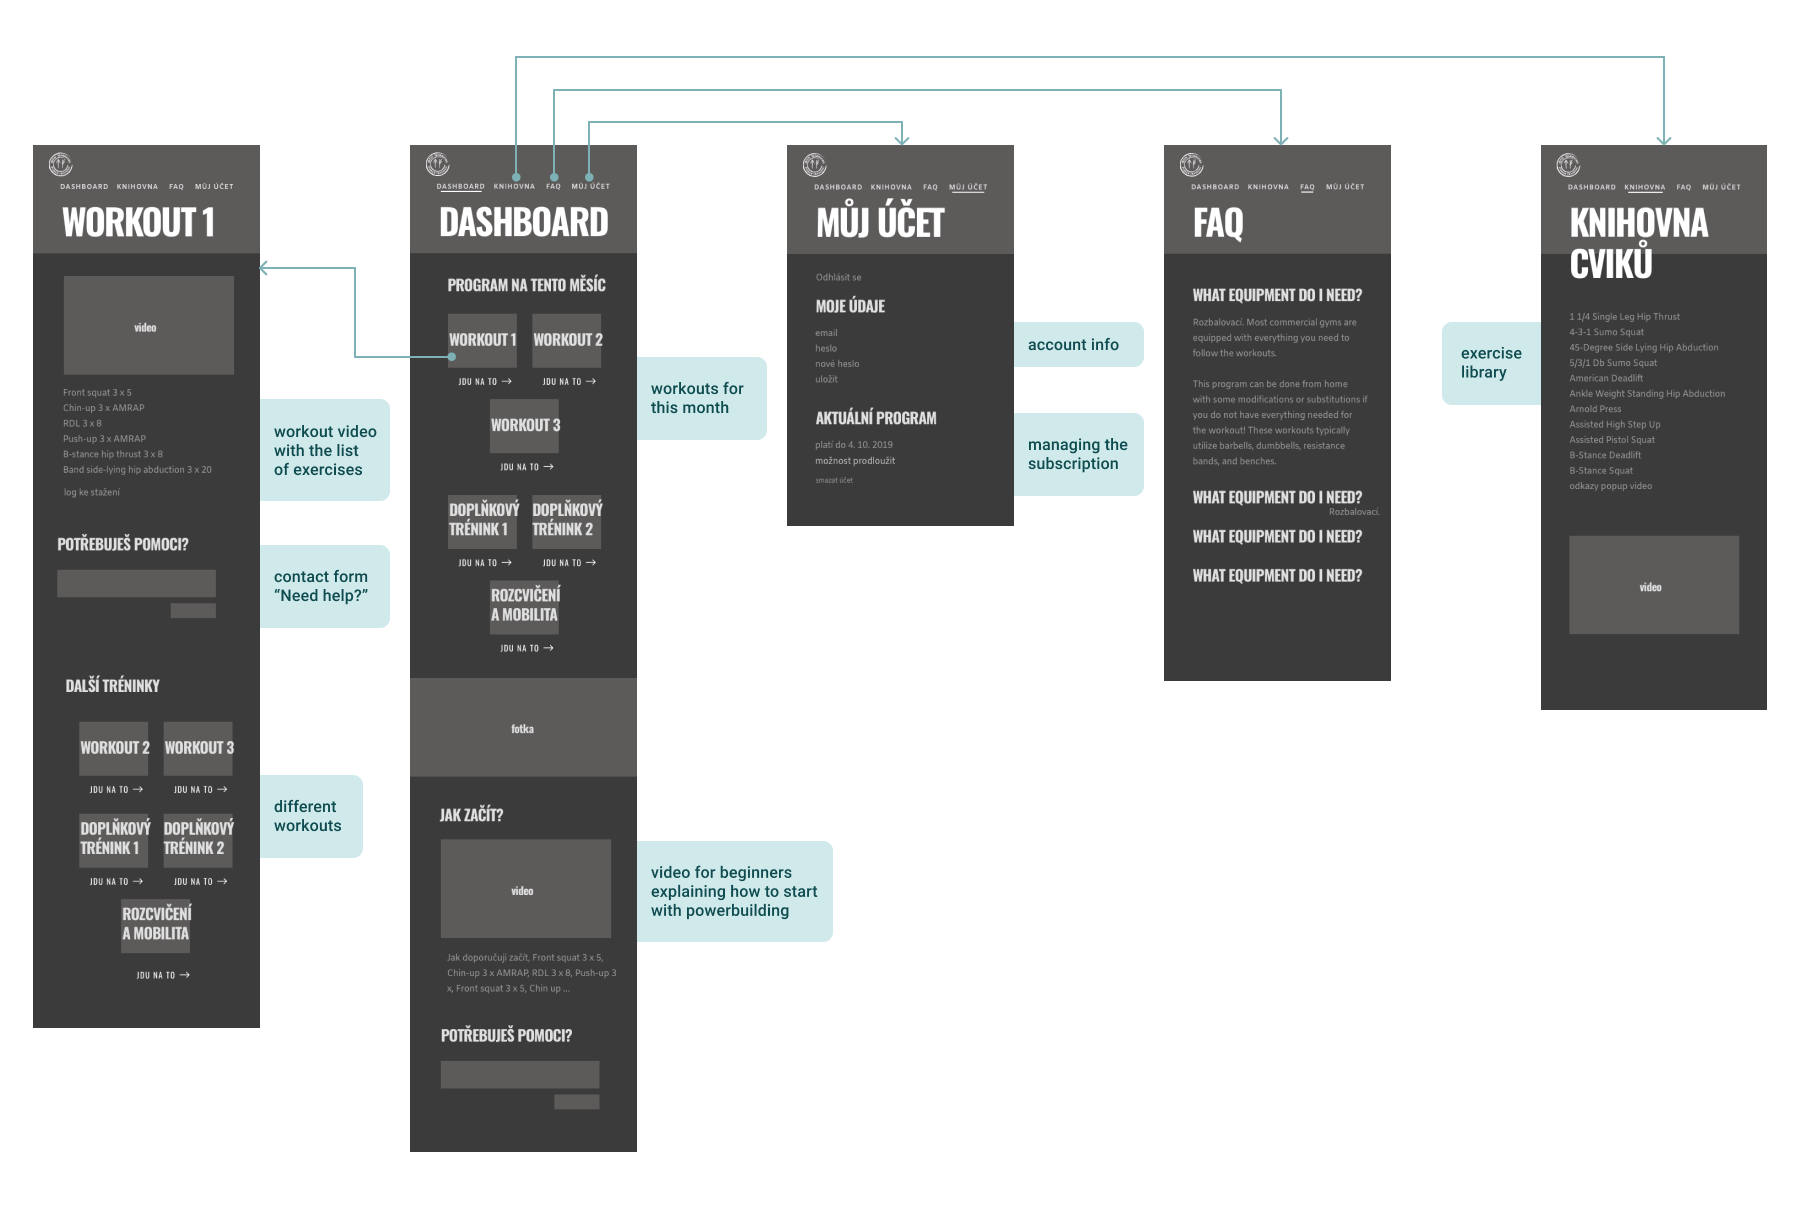 DASHBOARD KNIHOVNA FAQ MŮJ ÚČET
WORKOUT 1
video
Front squat 3 x 5
Chin-up 3 x AMRAP
RDL 3 x 8
Push-up 3 x AMRAP
B-stance hip thrust 3 x 8
Band side-lying hip abduction 3 x 20
log ke stažení
workout video
with the list
of exercises
POTŘEBUJEŠ POMOCI?
contact form
“Need help?”
DALŠÍ TRÉNINKY
WORKOUT 2 WORKOUT 3
JDU NA TO → JDU NA TO →
DOPLŇKOVÝ
TRÉNINK 1
DOPLŇKOVÝ
TRÉNINK 2
JDU NA TO → JDU NA TO →
different
workouts
ROZCVIČENÍ
A MOBILITA
JDU NA TO →
DASHBOARD KNIHOVNA FAQ MŮJ ÚČET
DASHBOARD
PROGRAM NA TENTO MĚSÍC
WORKOUT 1 WORKOUT 2
JDU NA TO → JDU NA TO →
WORKOUT 3
JDU NA TO →
workouts for
this month
DOPLŇKOVÝ
TRÉNINK 1
DOPLŇKOVÝ
TRÉNINK 2
JDU NA TO → JDU NA TO →
ROZCVIČENÍ
A MOBILITA
JDU NA TO →
fotka
JAK ZAČÍT?
video
video for beginners
explaining how to start
with powerbuilding
Jak doporučuji začít, Front squat 3 x 5,
Chin-up 3 x AMRAP, RDL 3 x 8, Push-up 3
x, Front squat 3 x 5, Chin up ...
POTŘEBUJEŠ POMOCI?
DASHBOARD KNIHOVNA FAQ MŮJ ÚČET
MŮJ ÚČET
Odhlásit se
MOJE ÚDAJE
email
heslo
nové heslo
uložit
account info
AKTUÁLNÍ PROGRAM
platí do 4. 10. 2019
možnost prodloužit
smazat účet
managing the
subscription
DASHBOARD KNIHOVNA FAQ MŮJ ÚČET
FAQ
WHAT EQUIPMENT DO I NEED?
Rozbalovací. Most commercial gyms are
equipped with everything you need to
follow the workouts.
This program can be done from home
with some modifications or substitutions if
you do not have everything needed for
the workout! These workouts typically
utilize barbells, dumbbells, resistance
bands, and benches.
WHAT EQUIPMENT DO I NEED?
Rozbalovací.
WHAT EQUIPMENT DO I NEED?
WHAT EQUIPMENT DO I NEED?
DASHBOARD KNIHOVNA FAQ MŮJ ÚČET
KNIHOVNA
CVIKŮ
exercise
library
1 1/4 Single Leg Hip Thrust
4-3-1 Sumo Squat
45-Degree Side Lying Hip Abduction
5/3/1 Db Sumo Squat
American Deadlift
Ankle Weight Standing Hip Abduction
Arnold Press
Assisted High Step Up
Assisted Pistol Squat
B-Stance Deadlift
B-Stance Squat
odkazy popup video
video